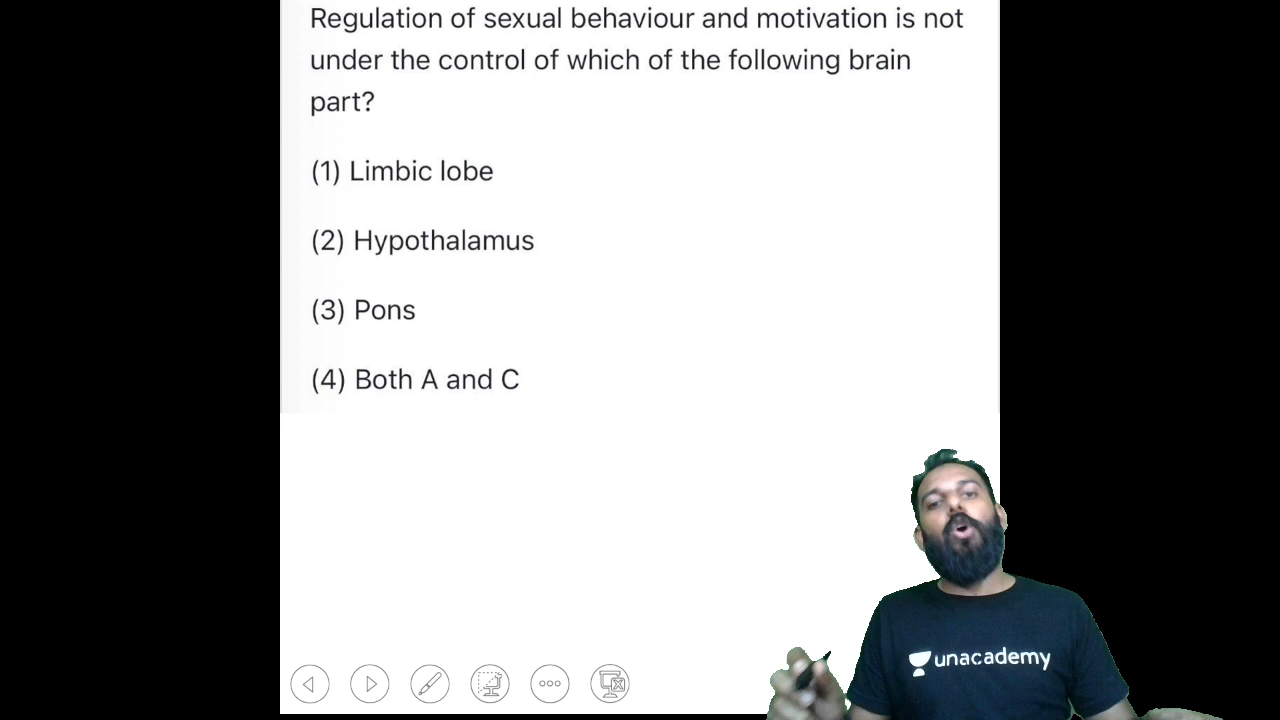 Regulation of sexual behaviour and motivation is not
under the control of which of the following brain
part?
(1) Limbic lobe
(2) Hypothalamus
(3) Pons
(4) Both A and C
unacademy